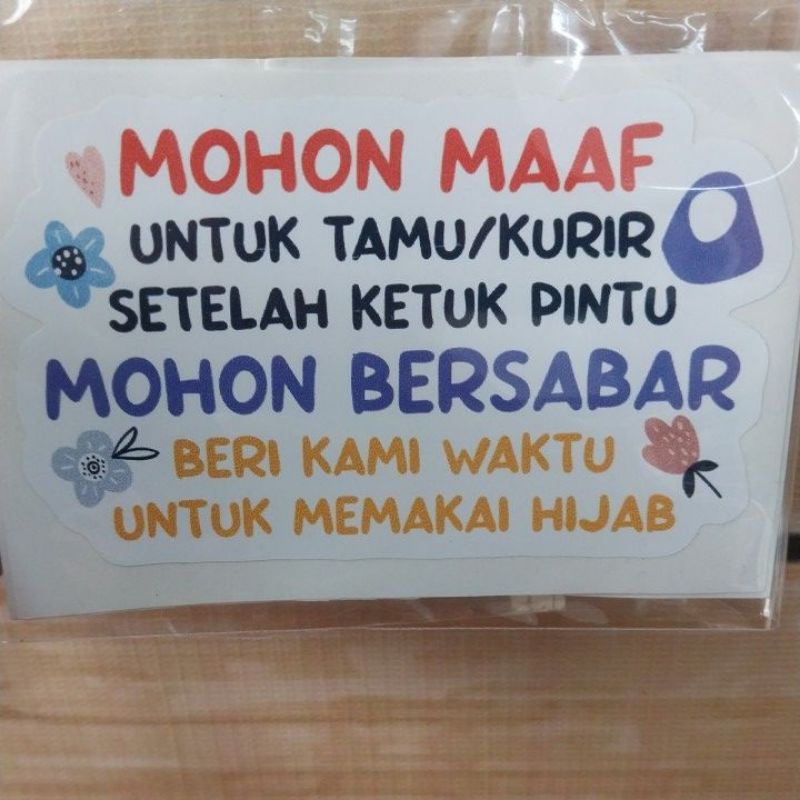 MOHON MAAF
UNTUK TAMU/KURIR
SETELAH KETUK PINTU
MOHON BERSABAR
BERI KAMI WAKTU
UNTUK MEMAKAI HIJAB